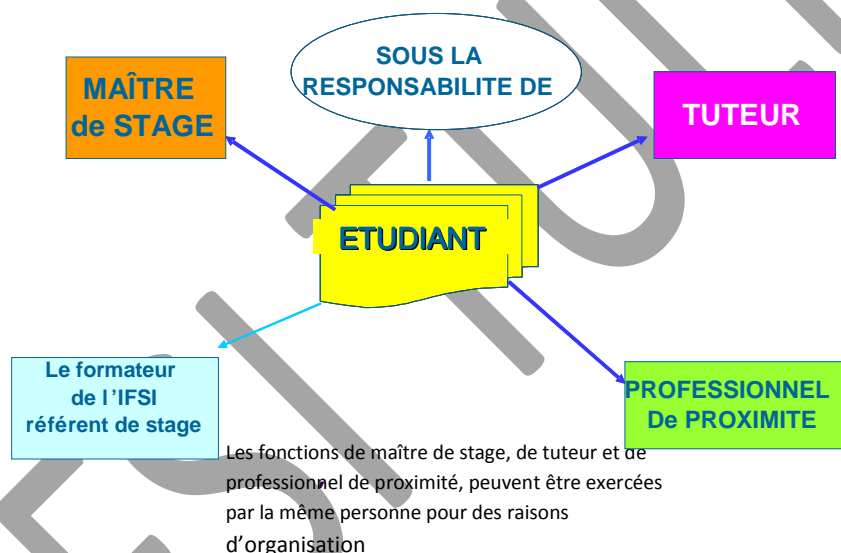 SOUS LA
RESPONSABILITE DE
MAÎTRE
de STAGE
TUTEUR
ETUDIANT
Le formateur
de l ’IFSI
référent de stage
PROFESSIONNEL
De PROXIMITE
Les fonctions de maître de stage, de tuteur et de
professionnel de proximité, peuvent être exercées
par la même personne pour des raisons
d’organisation